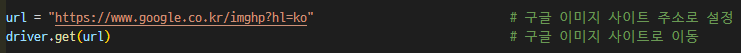 url = "https://www.google.co.kr/imghp?hl=ko" # 구글 이미지 사이트 주소로 설정
driver.get(url) # 구글 이미지 사이트로 이동